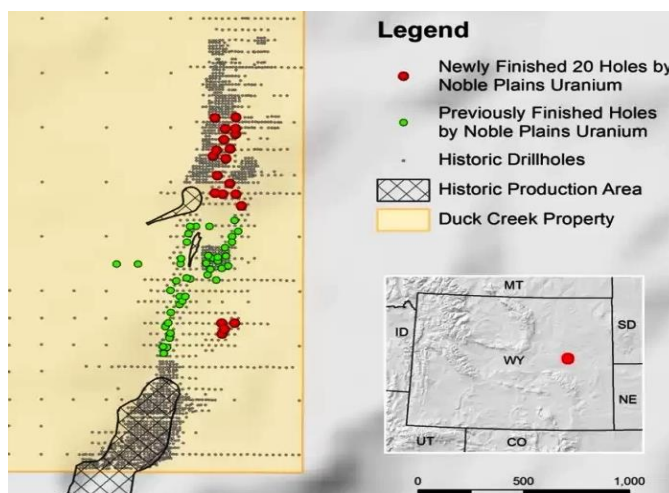 Legend
Newly Finished 20 Holes by
Noble Plains Uranium
Previously Finished Holes
by Noble Plains Uranium
Historic Drillholes
Historic Production Area
Duck Creek Property
MT
ID
SD
WY
NE
UT
CO
0
500
1,000